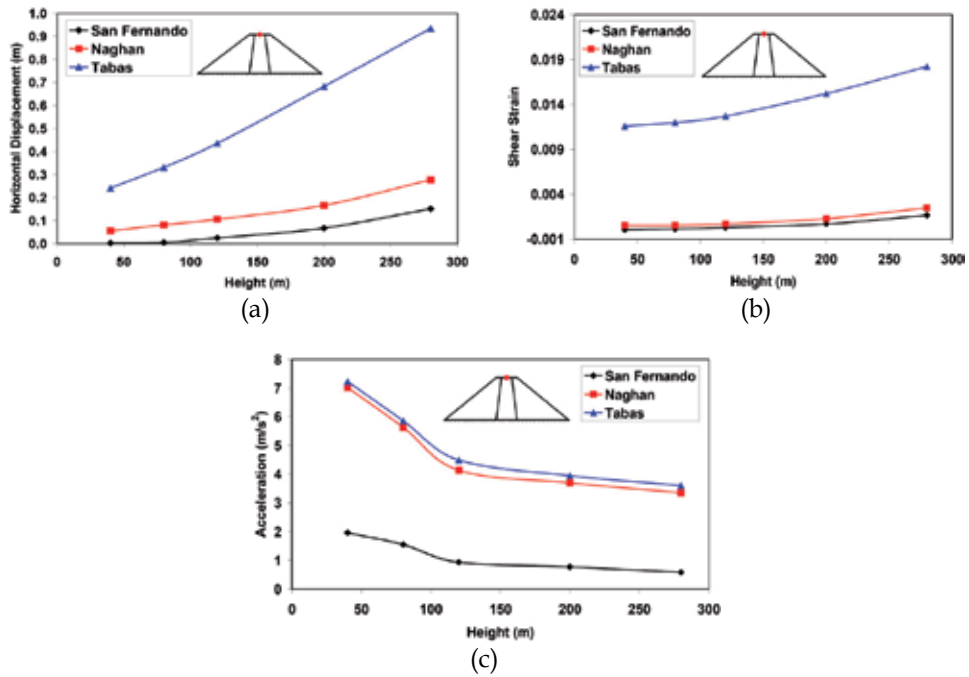 1.0
0.9
0.8
0.7
0.6
0.5
0.4
0.3
0.2
0.1
0.0
Horizontal Displacement (m)
San Fernando
Naghan
Tabas
0 50 100 150 200 250 300
Height (m)
(a)
0.024
0.019
0.014
0.009
0.004
-0.001
Shear Strain
San Fernando
Naghan
Tabas
0 50 100 150 200 250 300
Height (m)
(b)
8
7
6
5
4
3
2
1
0
Acceleration (m/s²)
San Fernando
Naghan
Tabas
0 50 100 150 200 250 300
Height (m)
(c)